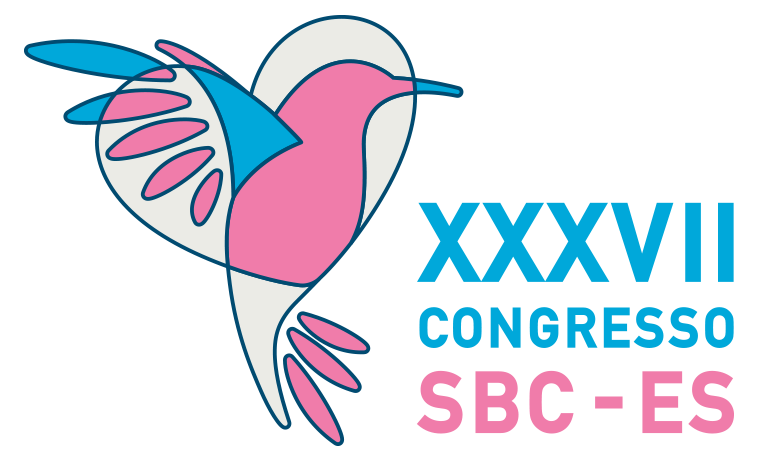 XXXVII
CONGRESSO
SBC - ES